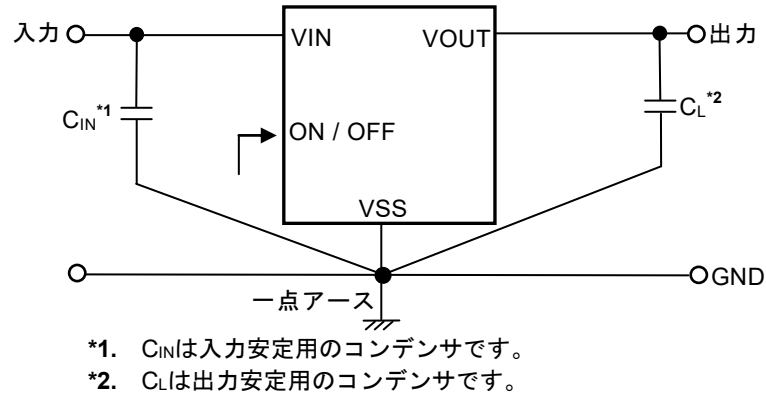 入力
VIN
VOUT
出力
CIN*1
CL*2
ON / OFF
VSS
GND
一点アース
*1. CINは入力安定用のコンデンサです。
*2. CLは出力安定用のコンデンサです。